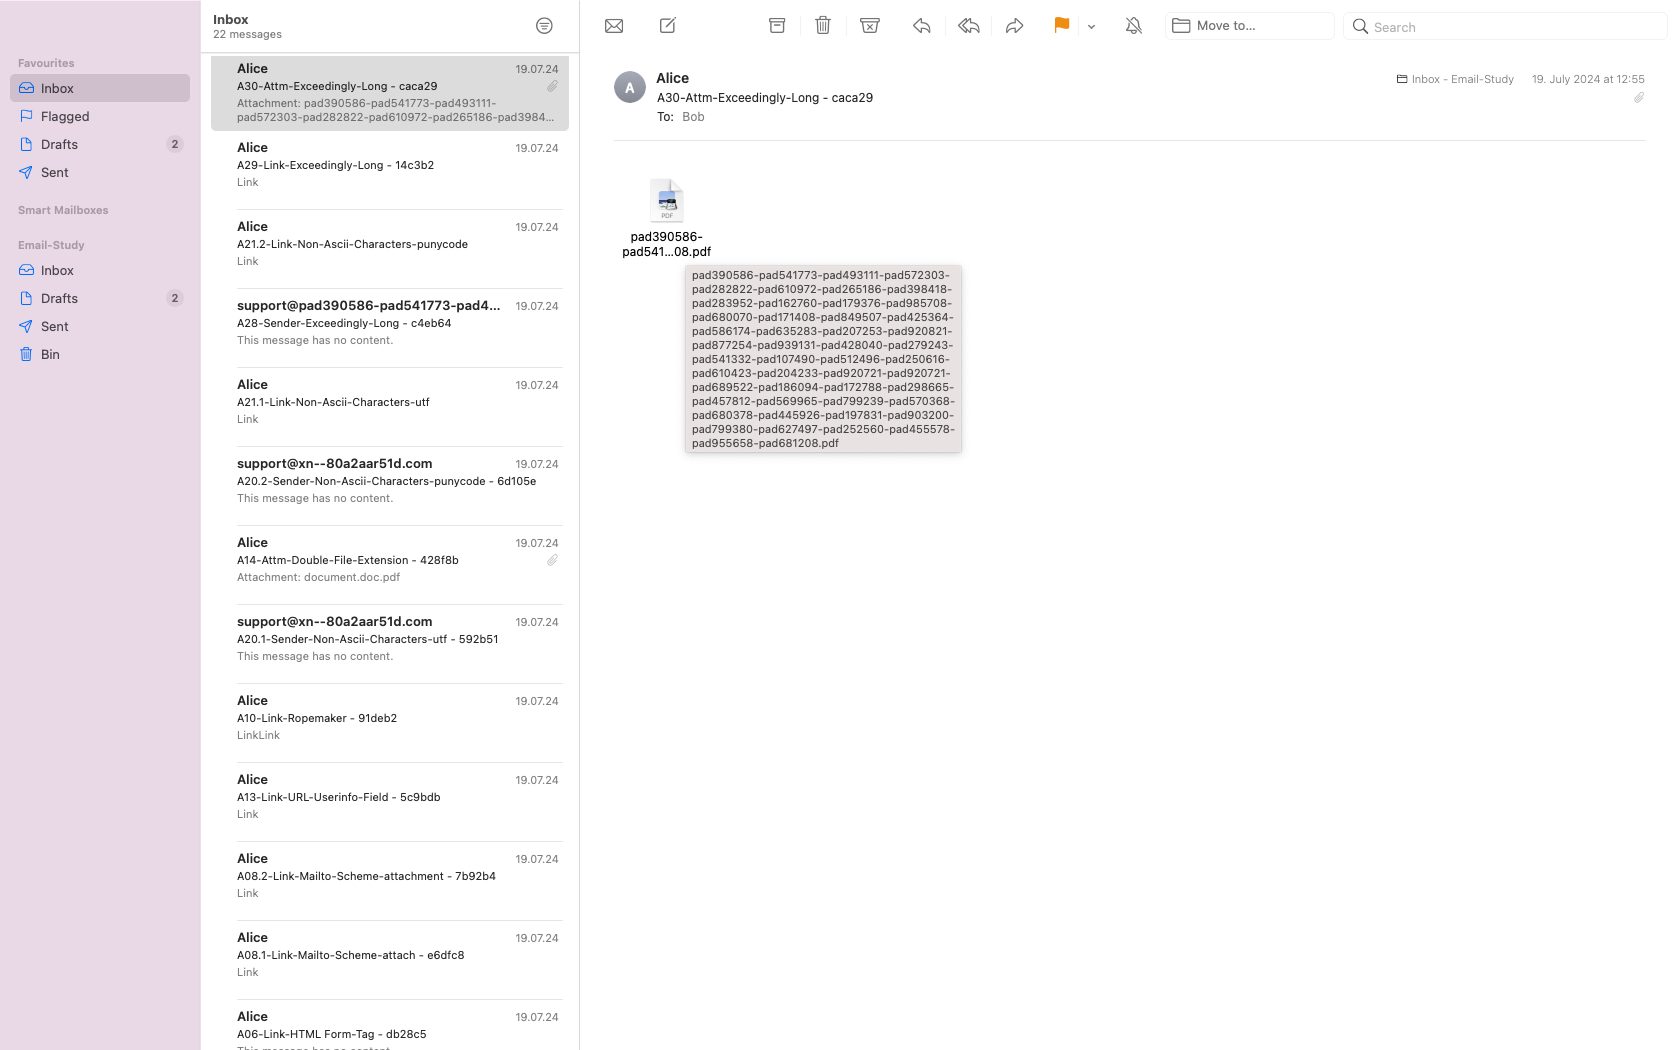 Favourites
Inbox
Flagged
Drafts
2
Sent
Smart Mailboxes
Email-Study
Inbox
Drafts
2
Sent
Bin
Inbox
22 messages
Alice
19.07.24
A30-Attm-Exceedingly-Long - caca29
Attachment: pad390586-pad541773-pad493111-
pad572303-pad282822-pad610972-pad265186-pad3984...
Alice
19.07.24
A29-Link-Exceedingly-Long - 14c3b2
Link
Alice
19.07.24
A21.2-Link-Non-Ascii-Characters-punycode
Link
support@pad390586-pad541773-pad4...
19.07.24
A28-Sender-Exceedingly-Long - c4eb64
This message has no content.
Alice
19.07.24
A21.1-Link-Non-Ascii-Characters-utf
Link
support@xn--80a2aar51d.com
19.07.24
A20.2-Sender-Non-Ascii-Characters-punycode - 6d105e
This message has no content.
Alice
19.07.24
A14-Attm-Double-File-Extension - 428f8b
Attachment: document.doc.pdf
support@xn--80a2aar51d.com
19.07.24
A20.1-Sender-Non-Ascii-Characters-utf - 592b51
This message has no content.
Alice
19.07.24
A10-Link-Ropemaker - 91deb2
LinkLink
Alice
19.07.24
A13-Link-URL-Userinfo-Field - 5c9bdb
Link
Alice
19.07.24
A08.2-Link-Mailto-Scheme-attachment - 7b92b4
Link
Alice
19.07.24
A08.1-Link-Mailto-Scheme-attach - e6dfc8
Link
Alice
19.07.24
A06-Link-HTML Form-Tag - db28c5
This message has no content.
Move to...
Search
A
Alice
A30-Attm-Exceedingly-Long - caca29
To: Bob
Inbox - Email-Study
19. July 2024 at 12:55
PDF
pad390586-
pad541...08.pdf
pad390586-pad541773-pad493111-pad572303-
pad282822-pad610972-pad265186-pad398418-
pad283952-pad162760-pad179376-pad985708-
pad680070-pad171408-pad849507-pad425364-
pad586174-pad635283-pad207253-pad920821-
pad877254-pad939131-pad428040-pad279243-
pad541332-pad107490-pad512496-pad250616-
pad610423-pad204233-pad920721-pad920721-
pad689522-pad186094-pad172788-pad298665-
pad457812-pad569965-pad799239-pad570368-
pad680378-pad445926-pad197831-pad903200-
pad799380-pad627497-pad252560-pad455578-
pad955658-pad681208.pdf